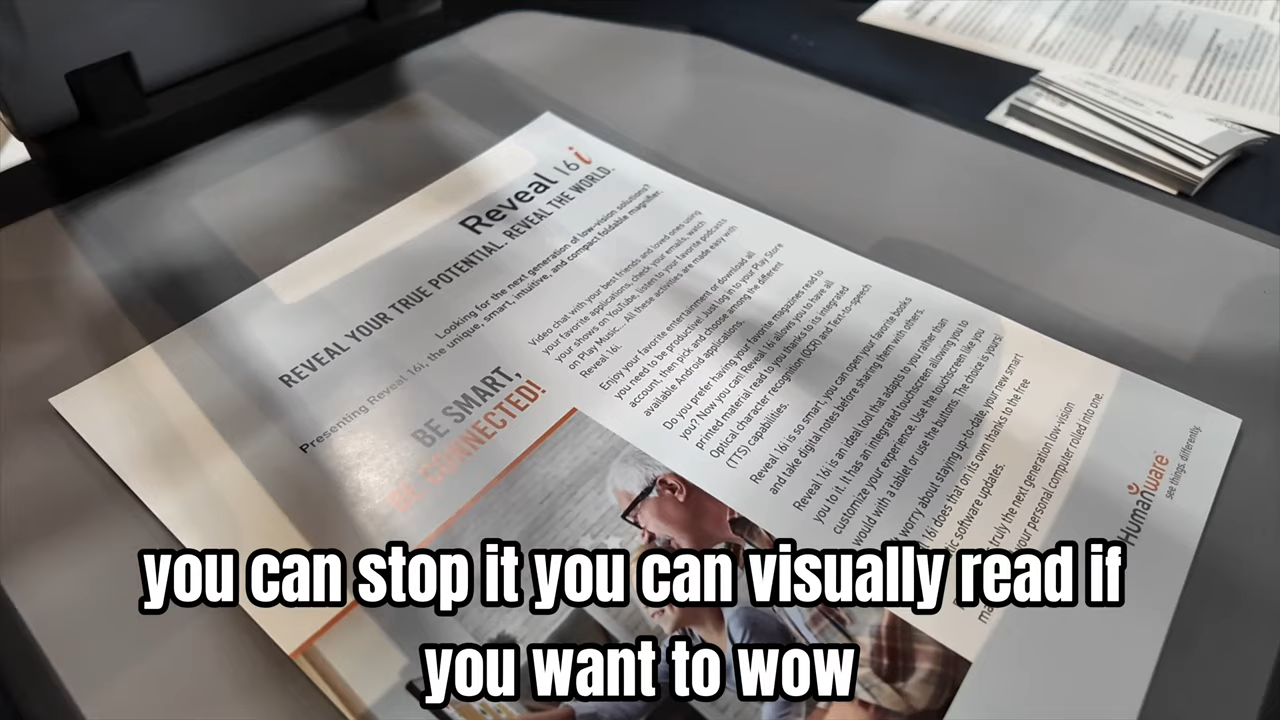 Reveal 16i
REVEAL YOUR TRUE POTENTIAL. REVEAL THE WORLD.
Looking for the next generation of low-vision solutions?
Presenting Reveal 16i, the unique, smart, intuitive, and compact foldable magnifier.
BE SMART,
BE CONNECTED!
Video chat with your best friends and loved ones using
your favorite applications, check your emails, watch
your shows on YouTube, listen to your favorite podcasts
on Play Music... All these activities are made easy with
Reveal 16i.
Enjoy your favorite entertainment or download all
you need to be productive! Just log in to your Play Store
account, then pick and choose among the different
available Android applications.
Do you prefer having your favorite magazines read to
you? Now you can! Reveal 16i allows you to have all
printed material read to you thanks to its integrated
Optical character recognition (OCR) and Text-to-speech
(TTS) capabilities.
Reveal 16i is so smart, you can open your favorite books
and take digital notes before sharing them with others.
Reveal 16i is an ideal tool that adapts to you rather than
you to it. It has an integrated touchscreen allowing you to
customize your experience. Use the touchscreen like you
would with a tablet or use the buttons. The choice is yours!
worry about staying up-to-date, your new smart
16i does that on its own thanks to the free
software updates.
truly the next generation low-vision
your personal computer rolled into one.
Humanware
see things. differently.
you can stop it you can visually read if
you want to wow